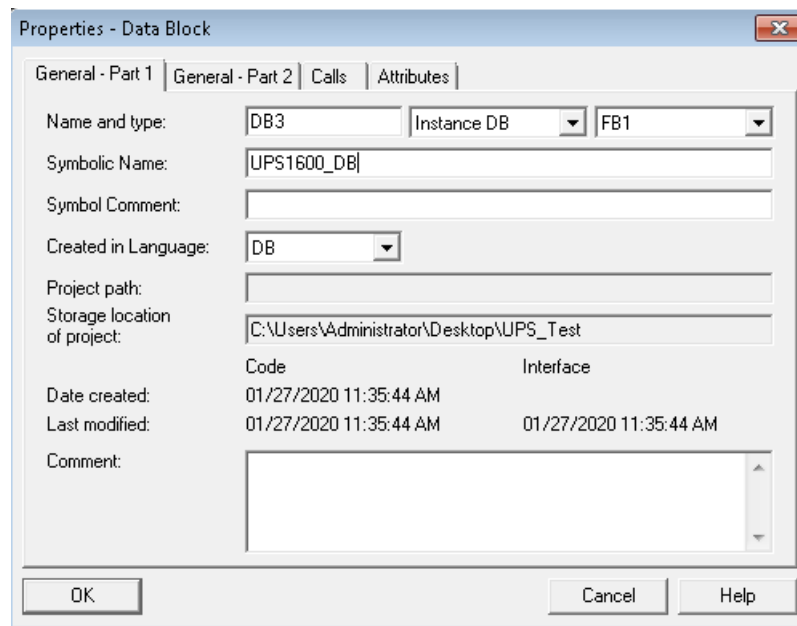 Properties - Data Block
General - Part 1 General - Part 2 Calls Attributes
Name and type: DB3 Instance DB FB1
Symbolic Name: UPS1600_DB
Symbol Comment:
Created in Language: DB
Project path:
Storage location
of project: C:\Users\Administrator\Desktop\UPS_Test
Code Interface
Date created: 01/27/2020 11:35:44 AM
Last modified: 01/27/2020 11:35:44 AM 01/27/2020 11:35:44 AM
Comment:
OK Cancel Help